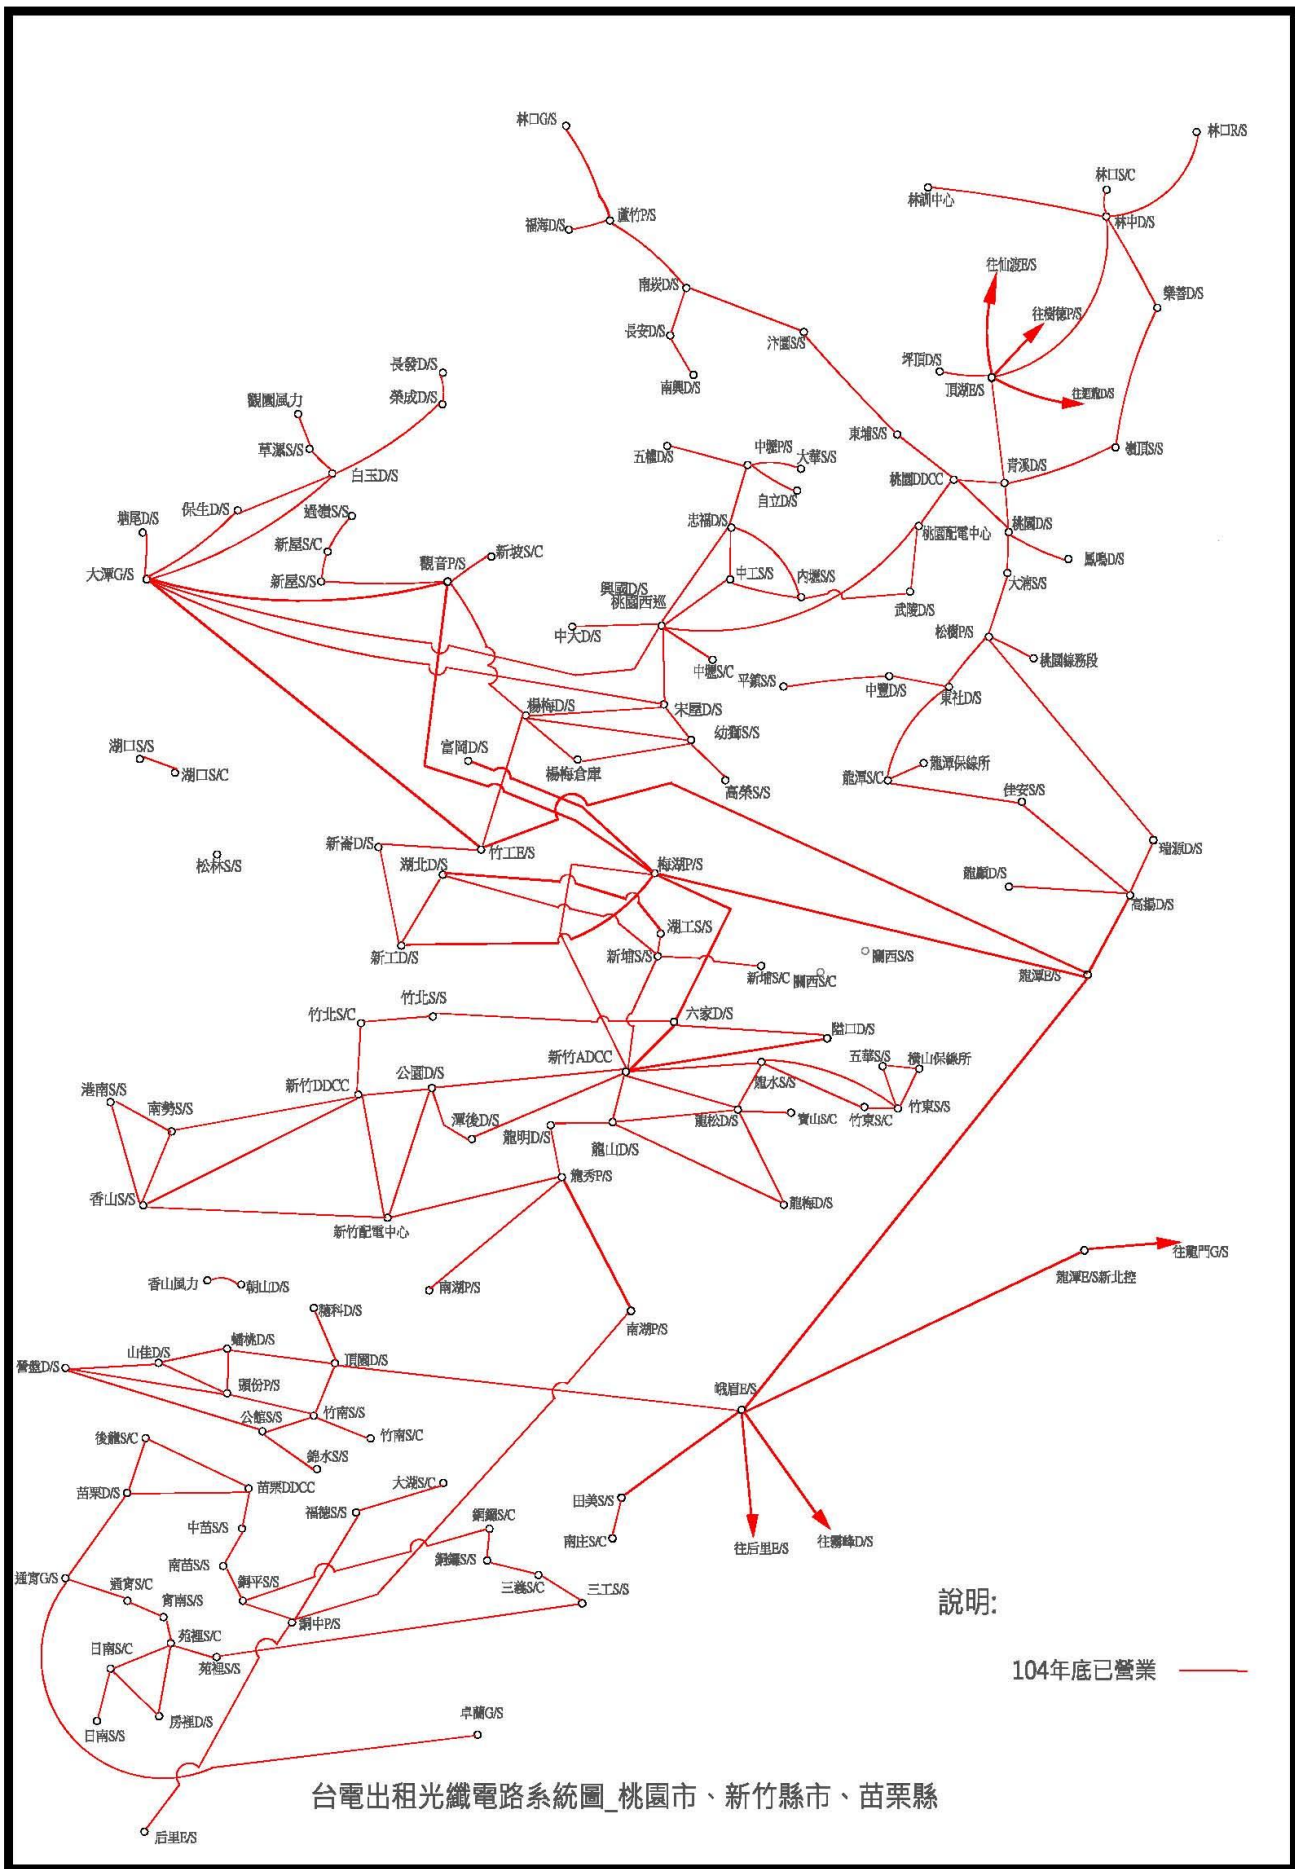 林口G/S
林口R/S
林口S/C
林訓中心
林中D/S
蘆竹P/S
福海D/S
往仙渡E/S
南崁D/S
樂善D/S
往樹德P/S
長安D/S
汴園S/S
坪頂D/S
頂湖E/S
往迴龍D/S
南興D/S
長發D/S
榮成D/S
觀園風力
草漯S/S
白玉D/S
東埔S/S
五權D/S
中壢P/S
大華S/S
自立D/S
青溪D/S
嶺頂S/S
桃園DDCC
保生D/S
過嶺S/S
塘尾D/S
忠福D/S
桃園配電中心
桃園D/S
鳳鳴D/S
新屋S/C
新坡S/C
大潭G/S
新屋S/S
觀音P/S
興國D/S
桃園西巡
中工S/S
內壢S/S
武陵D/S
大湳S/S
中大D/S
松樹P/S
中壢S/C
桃園線務段
平鎮S/S
中豐D/S
東社D/S
楊梅D/S
宋屋D/S
幼獅S/S
湖口S/S
湖口S/C
富岡D/S
楊梅倉庫
高榮S/S
龍潭S/C
龍潭保線所
佳安S/S
新崙D/S
竹工E/S
瑞源D/S
松林S/S
湖北D/S
梅湖P/S
龍顯D/S
高揚D/S
湖工S/S
新工D/S
新埔S/S
新埔S/C
關西S/S
關西S/C
龍潭E/S
竹北S/C
竹北S/S
六家D/S
隘口D/S
新竹ADCC
五華S/S
橫山保線所
公園D/S
新竹DDCC
龍水S/S
港南S/S
南勢S/S
潭後D/S
龍明D/S
龍山D/S
龍松D/S
寶山S/C
竹東S/C
竹東S/S
龍秀P/S
香山S/S
新竹配電中心
龍梅D/S
往龍門G/S
龍潭E/S新北控
香山風力
朝山D/S
南湖P/S
南湖P/S
蟠桃D/S
山佳D/S
頂園D/S
營盤D/S
頭份P/S
峨眉E/S
公館S/S
竹南S/S
竹南S/C
後龍S/C
錦水S/S
苗栗D/S
苗栗DDCC
大湖S/C
福德S/S
田美S/S
中苗S/S
銅鑼S/C
南庄S/C
往后里E/S
往霧峰D/S
南苗S/S
銅鑼S/S
通霄G/S
通霄S/C
銅平S/S
三義S/C
三工S/S
說明:
銅中P/S
日南S/C
苑裡S/C
苑裡S/S
104年底已營業
日南S/S
房裡D/S
卓蘭G/S
台電出租光纖電路系統圖_桃園市、新竹縣市、苗栗縣
后里E/S